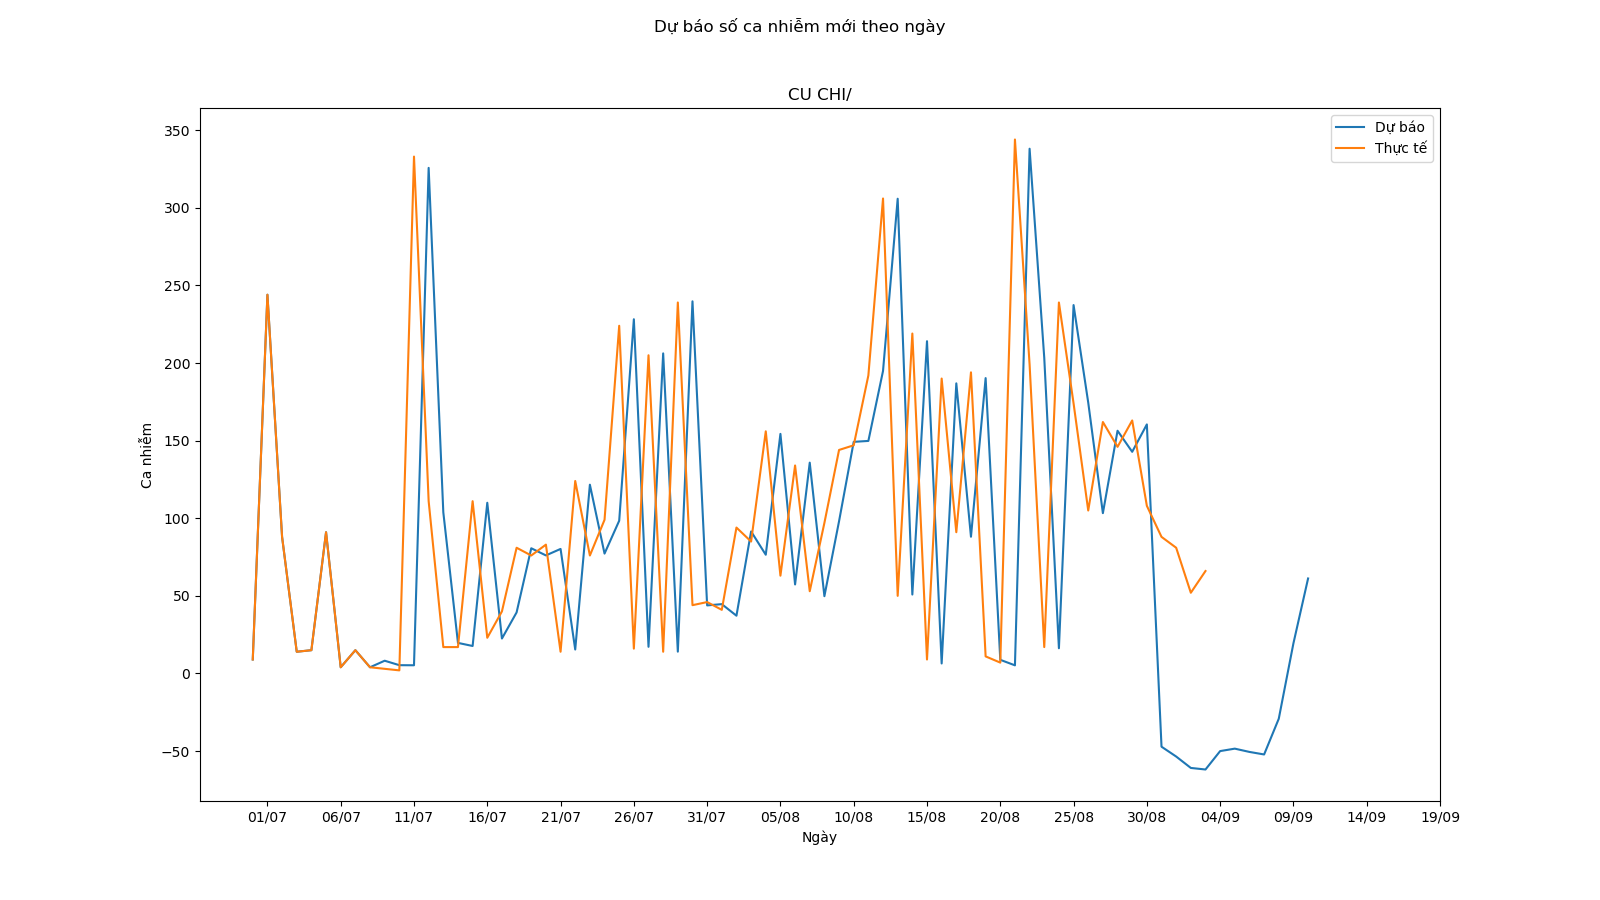 Dự báo số ca nhiễm mới theo ngày
CU CHI/
Dự báo
Thực tế
350
300
250
200
150
100
50
0
−50
Ca nhiễm
01/07 06/07 11/07 16/07 21/07 26/07 31/07 05/08 10/08 15/08 20/08 25/08 30/08 04/09 09/09 14/09 19/09
Ngày